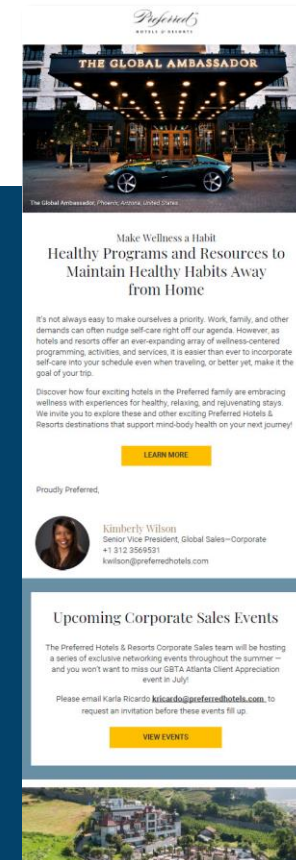 Preferred
HOTELS & RESORTS
THE GLOBAL AMBASSADOR
The Global Ambassador, Phoenix, Arizona, United States
Make Wellness a Habit
Healthy Programs and Resources to
Maintain Healthy Habits Away
from Home
It's not always easy to make ourselves a priority. Work, family, and other
demands can often nudge self-care right off our agenda. However, as
hotels and resorts offer an ever-expanding array of wellness-centered
programming, activities, and services, it is easier than ever to incorporate
self-care into your schedule even when traveling, or better yet, make it the
goal of your trip.
Discover how four exciting hotels in the Preferred family are embracing
wellness with experiences for healthy, relaxing, and rejuvenating stays.
We invite you to explore these and other exciting Preferred Hotels &
Resorts destinations that support mind-body health on your next journey!
LEARN MORE
Proudly Preferred,
Kimberly Wilson
Senior Vice President, Global Sales—Corporate
+1 312 3569531
kwilson@preferredhotels.com
Upcoming Corporate Sales Events
The Preferred Hotels & Resorts Corporate Sales team will be hosting
a series of exclusive networking events throughout the summer —
and you won't want to miss our GBTA Atlanta Client Appreciation
event in July!
Please email Karla Ricardo kricardo@preferredhotels.com to
request an invitation before these events fill up.
VIEW EVENTS